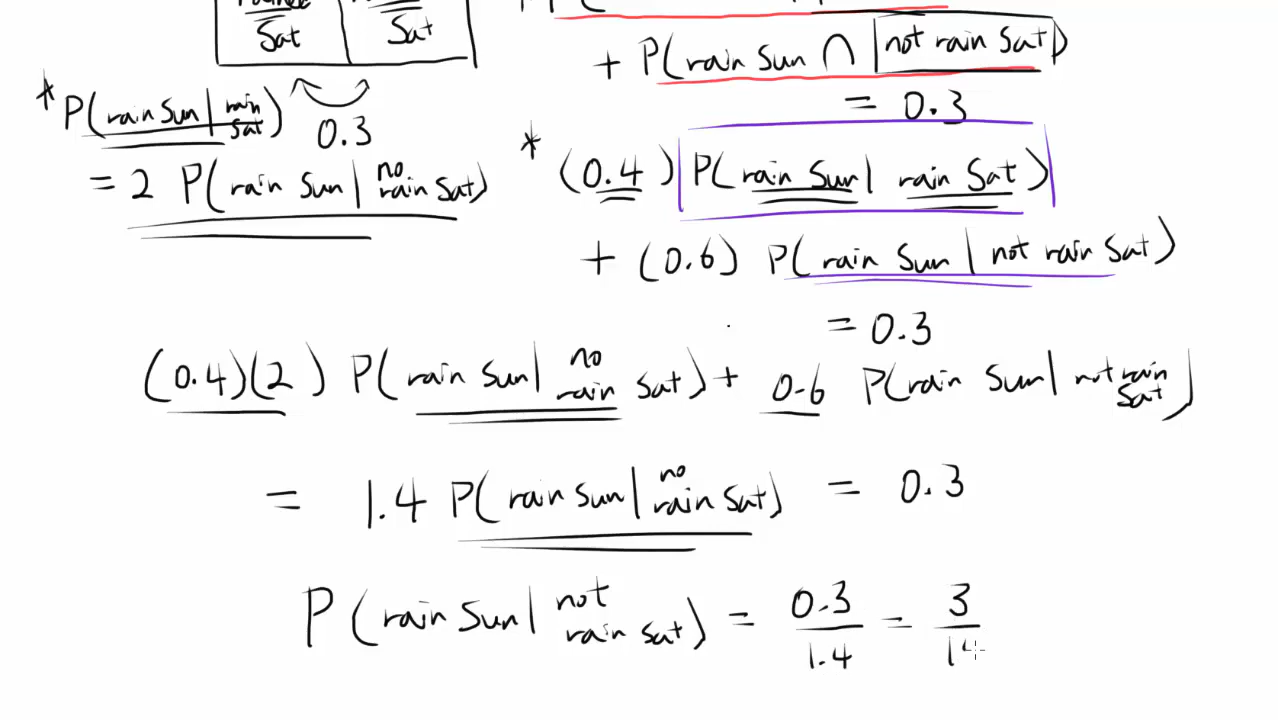 Sat Sat
+ P(rain Sun ∩ not rain Sat)
= 0.3
* P(rain Sun | rain Sat)
0.3
= 2 P(rain Sun | no rain Sat)
* (0.4) P(rain Sun | rain Sat)
+ (0.6) P(rain Sun | not rain Sat)
= 0.3
(0.4)(2) P(rain Sun | no rain Sat) + 0.6 P(rain Sun | not rain Sat)
= 1.4 P(rain Sun | no rain Sat) = 0.3
P(rain Sun | not rain Sat) = 0.3/1.4 = 3/14